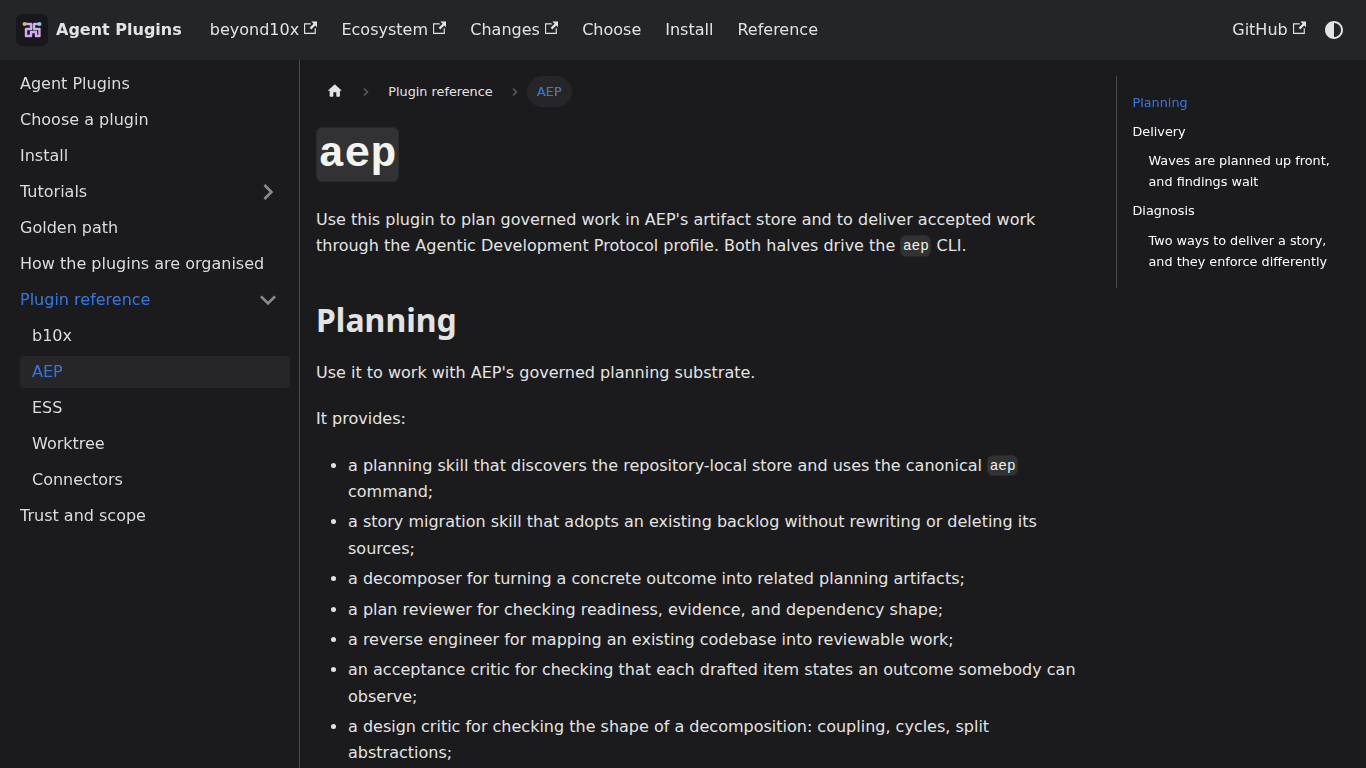 Agent Plugins
beyond10x
Ecosystem
Changes
Choose
Install
Reference
GitHub
Agent Plugins
Choose a plugin
Install
Tutorials
Golden path
How the plugins are organised
Plugin reference
b10x
AEP
ESS
Worktree
Connectors
Trust and scope
Plugin reference
AEP
aep
Use this plugin to plan governed work in AEP's artifact store and to deliver accepted work
through the Agentic Development Protocol profile. Both halves drive the aep CLI.
Planning
Use it to work with AEP's governed planning substrate.
It provides:
• a planning skill that discovers the repository-local store and uses the canonical aep
command;
• a story migration skill that adopts an existing backlog without rewriting or deleting its
sources;
• a decomposer for turning a concrete outcome into related planning artifacts;
• a plan reviewer for checking readiness, evidence, and dependency shape;
• a reverse engineer for mapping an existing codebase into reviewable work;
• an acceptance critic for checking that each drafted item states an outcome somebody can
observe;
• a design critic for checking the shape of a decomposition: coupling, cycles, split
abstractions;
Planning
Delivery
Waves are planned up front,
and findings wait
Diagnosis
Two ways to deliver a story,
and they enforce differently